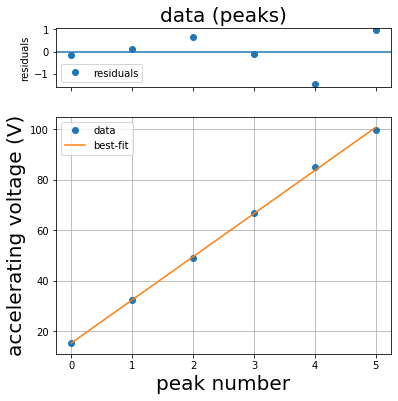 data (peaks)
residuals
1
0
−1
residuals
accelerating voltage (V)
100
80
60
40
20
data
best-fit
0 1 2 3 4 5
peak number